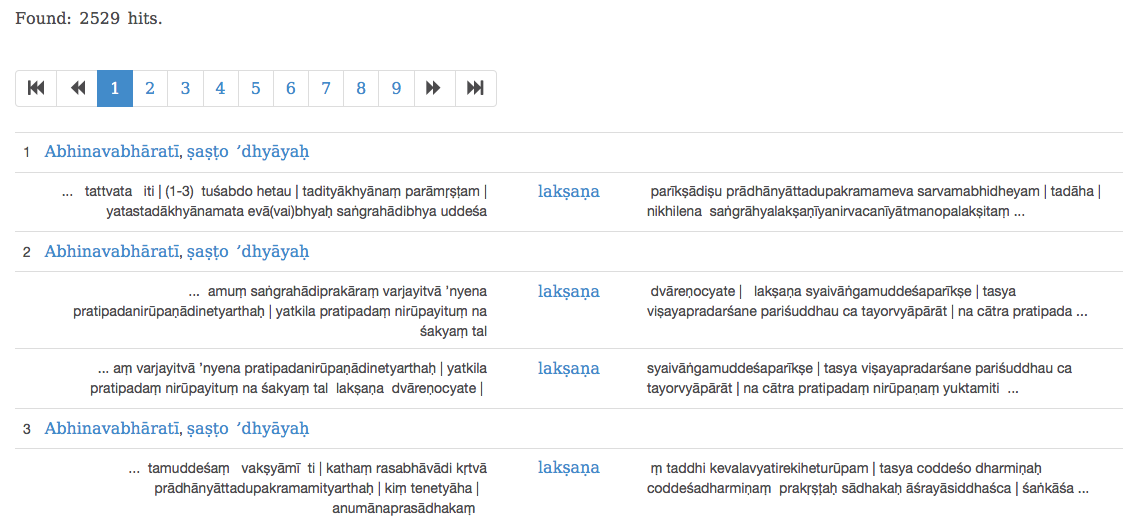 Found: 2529 hits.
1 2 3 4 5 6 7 8 9
1 Abhinavabhāratī, ṣaṣṭo ’dhyāyaḥ
... tattvata iti | (1-3) tuśabdo hetau | tadityākhyānaṃ parāmṛṣṭam | lakṣaṇa parīkṣādiṣu prādhānyāttadupakramameva sarvamabhidheyam | tadāha |
yatastadākhyānamata evā(vai)bhyaḥ saṅgrahādibhya uddeśa nikhilena saṅgrāhyalakṣaṇīyanirvacanīyātmanopalakṣitaṃ ...
2 Abhinavabhāratī, ṣaṣṭo ’dhyāyaḥ
... amuṃ saṅgrahādiprakāraṃ varjayitvā 'nyena lakṣaṇa dvāreṇocyate | lakṣaṇa syaivāṅgamuddeśaparīkṣe | tasya
pratipadanirūpaṇādinetyarthaḥ | yatkila pratipadaṃ nirūpayituṃ na viṣayapradarśane pariśuddhau ca tayorvyāpārāt | na cātra pratipada ...
śakyaṃ tal
... aṃ varjayitvā 'nyena pratipadanirūpaṇādinetyarthaḥ | yatkila lakṣaṇa syaivāṅgamuddeśaparīkṣe | tasya viṣayapradarśane pariśuddhau ca
pratipadaṃ nirūpayituṃ na śakyaṃ tal lakṣaṇa dvāreṇocyate | tayorvyāpārāt | na cātra pratipadaṃ nirūpaṇaṃ yuktamiti ...
3 Abhinavabhāratī, ṣaṣṭo ’dhyāyaḥ
... tamuddeśaṃ vakṣyāmī ti | kathaṃ rasabhāvādi kṛtvā lakṣaṇa ṃ taddhi kevalavyatirekiheturūpam | tasya coddeśo dharmiṇaḥ
prādhānyāttadupakramamityarthaḥ | kiṃ tenetyāha | coddeśadharmiṇaṃ prakṛṣṭaḥ sādhakaḥ āśrayāsiddhaśca | śaṅkāśa ...
anumānaprasādhakaṃ